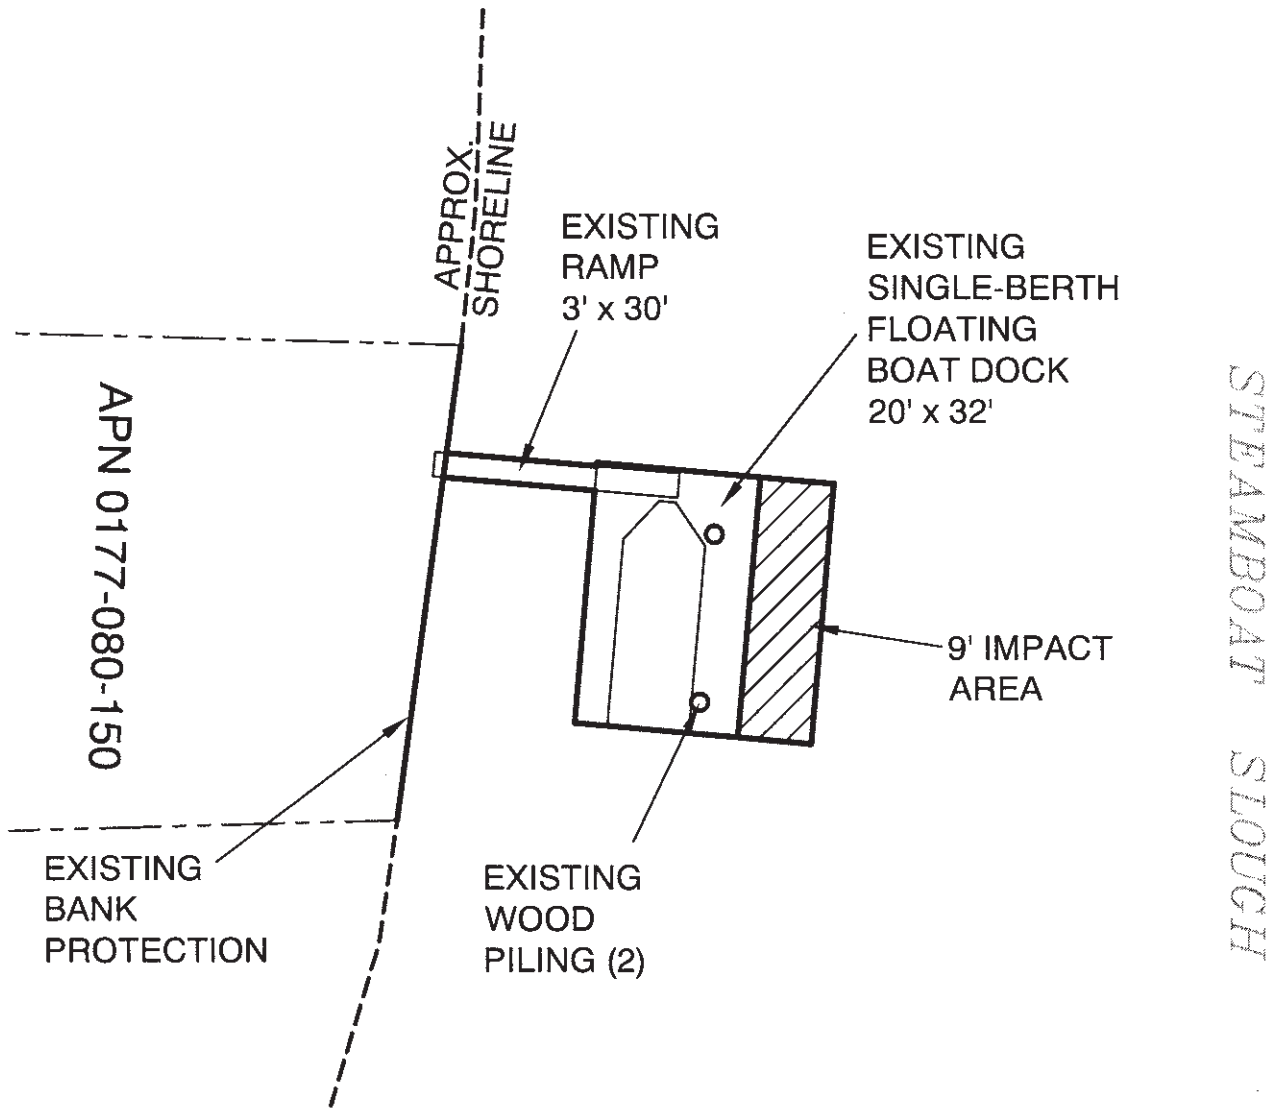 APPROX.
SHORELINE
EXISTING
RAMP
3' x 30'
EXISTING
SINGLE-BERTH
FLOATING
BOAT DOCK
20' x 32'
STEAMBOAT SLOUGH
APN 0177-080-150
9' IMPACT
AREA
EXISTING
BANK
PROTECTION
EXISTING
WOOD
PILING (2)